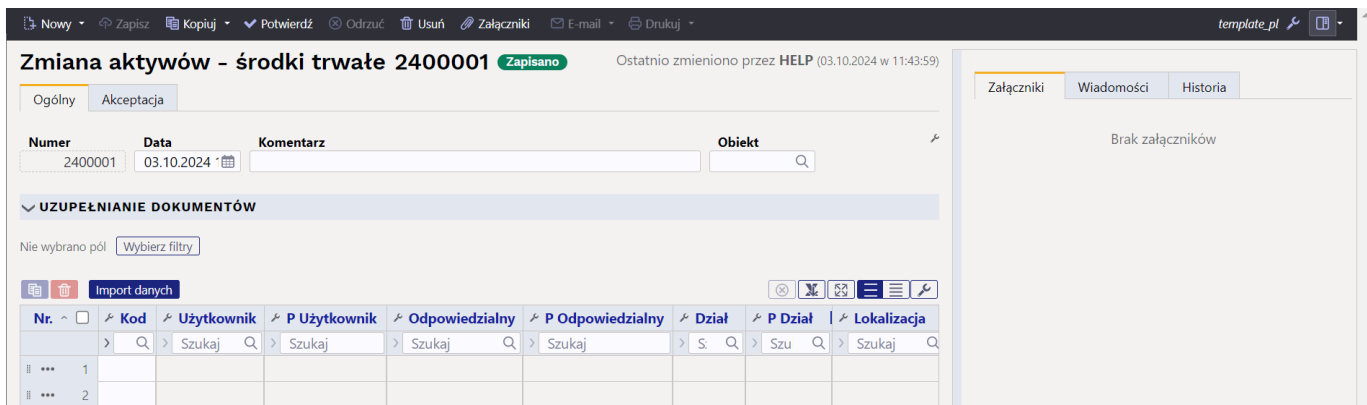 Nowy Zapisz Kopiuj Potwierdź Odrzuć Usuń Załączniki E-mail Drukuj template_pl
Zmiana aktywów - środki trwałe 2400001 Zapisano Ostatnio zmieniono przez HELP (03.10.2024 w 11:43:59)
Załączniki Wiadomości Historia
Ogólny Akceptacja
Brak załączników
Numer Data Komentarz Obiekt
2400001 03.10.2024
UZUPEŁNIANIE DOKUMENTÓW
Nie wybrano pól Wybierz filtry
Import danych
Nr. Kod Użytkownik P Użytkownik Odpowiedzialny P Odpowiedzialny Dział P Dział Lokalizacja
Szukaj Szukaj Szukaj Szukaj S: Szu Szukaj
1
2